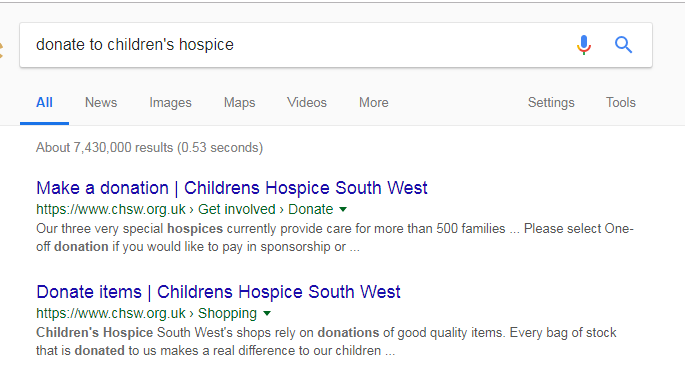 donate to children's hospice
All News Images Maps Videos More Settings Tools
About 7,430,000 results (0.53 seconds)
Make a donation | Childrens Hospice South West
https://www.chsw.org.uk › Get involved › Donate
Our three very special hospices currently provide care for more than 500 families ... Please select One-
off donation if you would like to pay in sponsorship or ...
Donate items | Childrens Hospice South West
https://www.chsw.org.uk › Shopping
Children's Hospice South West's shops rely on donations of good quality items. Every bag of stock
that is donated to us makes a real difference to our children ...